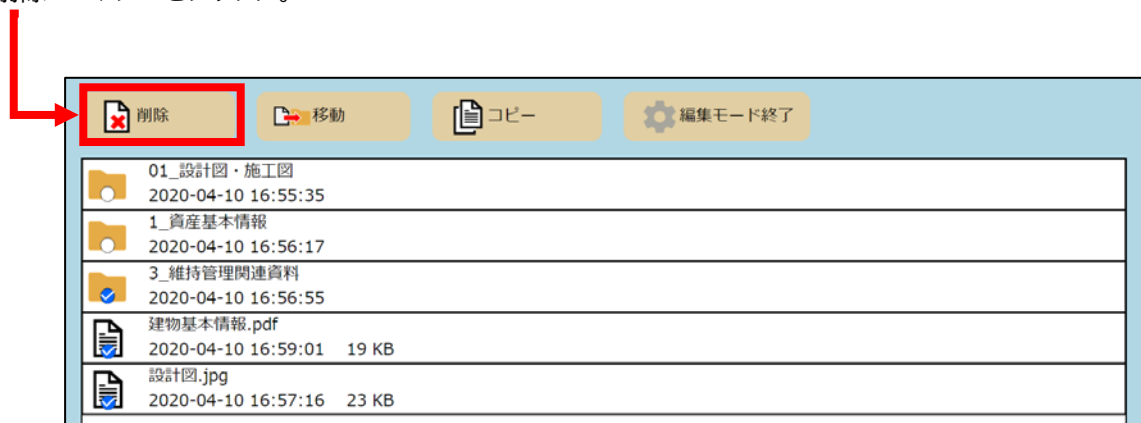 削除
移動
コピー
編集モード終了
01_設計図・施工図
2020-04-10 16:55:35
1_資産基本情報
2020-04-10 16:56:17
3_維持管理関連資料
2020-04-10 16:56:55
建物基本情報.pdf
2020-04-10 16:59:01 19 KB
設計図.jpg
2020-04-10 16:57:16 23 KB